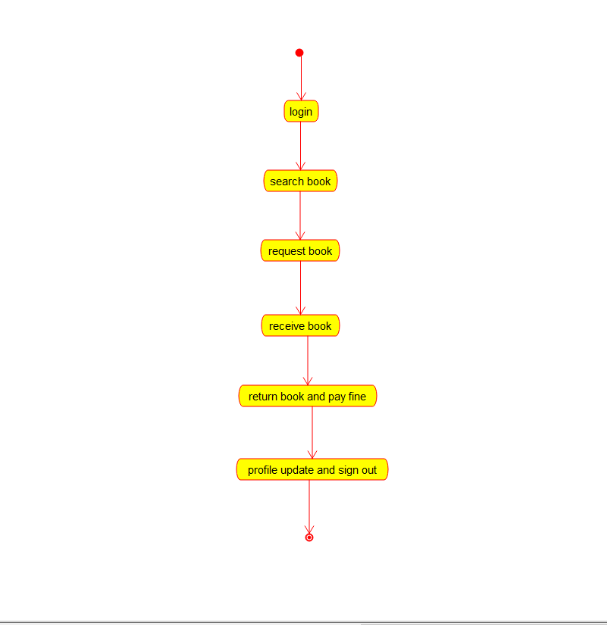 login
search book
request book
receive book
return book and pay fine
profile update and sign out